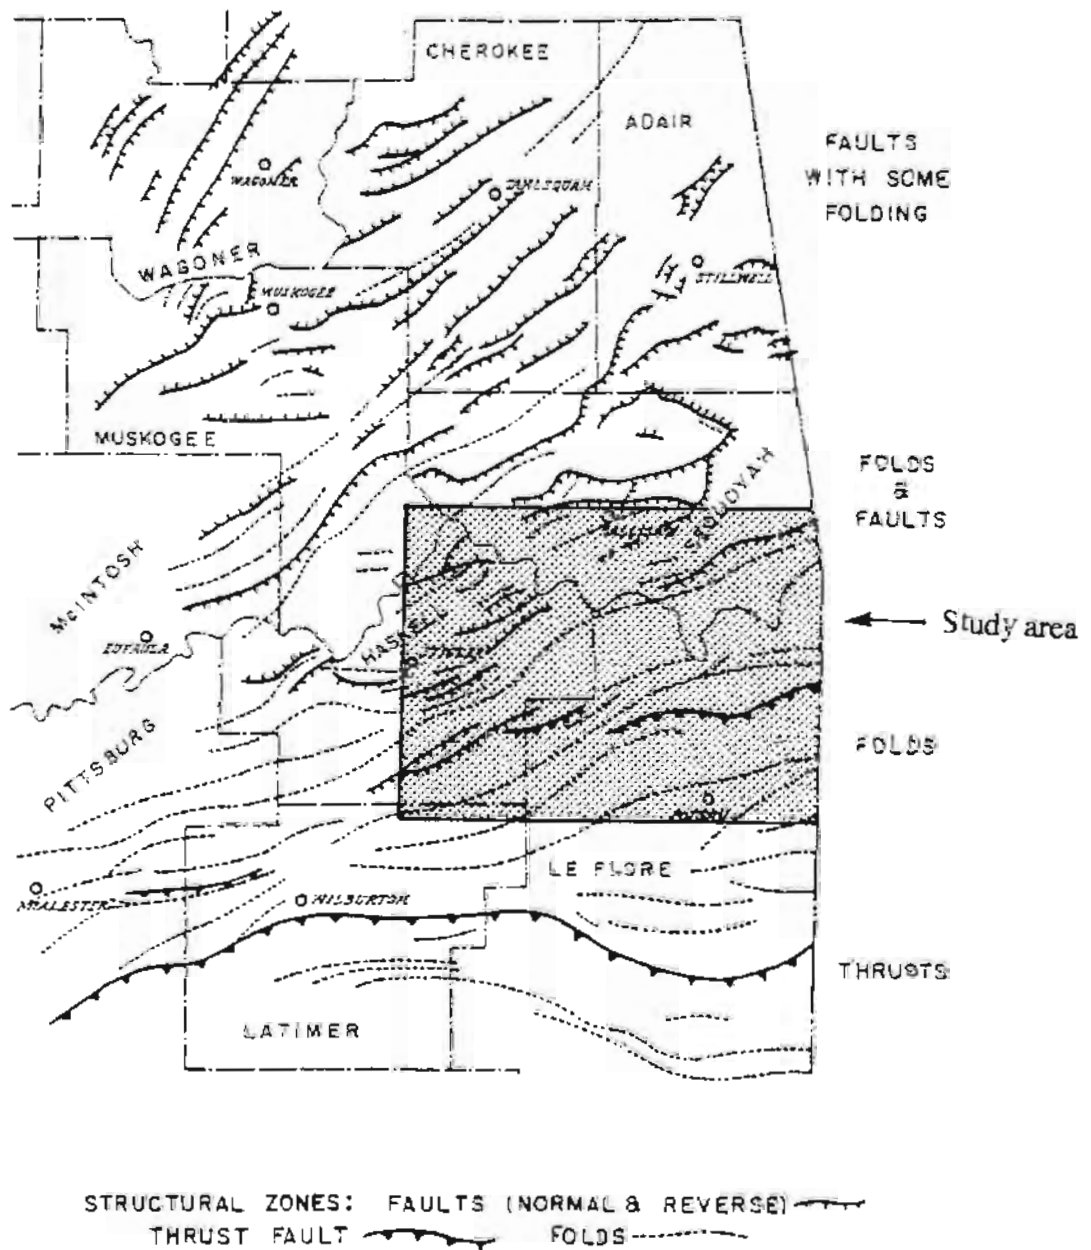 CHEROKEE
ADAIR
FAULTS
WITH SOME
FOLDING
WAGONER
TAHLEQUAH
WAGONER
STILLWELL
MUSKOGEE
MUSKOGEE
FOLDS
&
FAULTS
SEQUOYAH
McINTOSH
HASKELL
Study area
EUFAULA
PITTSBURG
FOLDS
LE FLORE
McALESTER
WILBURTON
THRUSTS
LATIMER
STRUCTURAL ZONES: FAULTS (NORMAL & REVERSE)
THRUST FAULT FOLDS